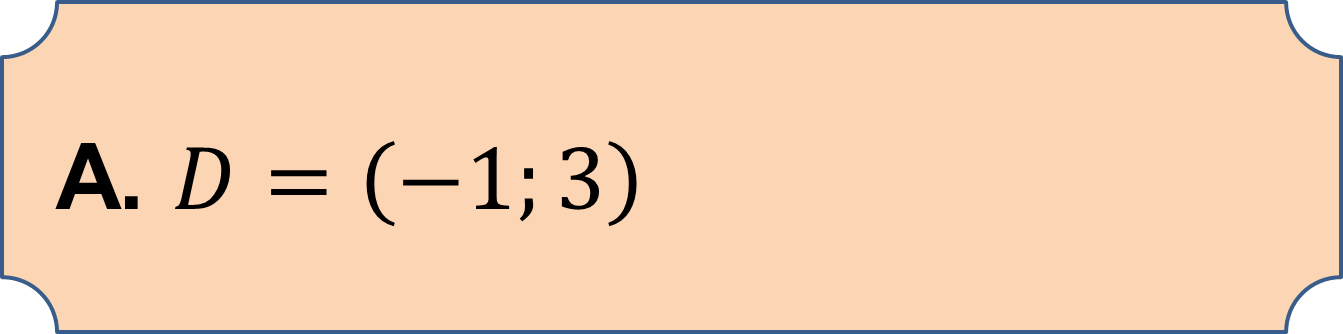 A. D = (−1; 3)